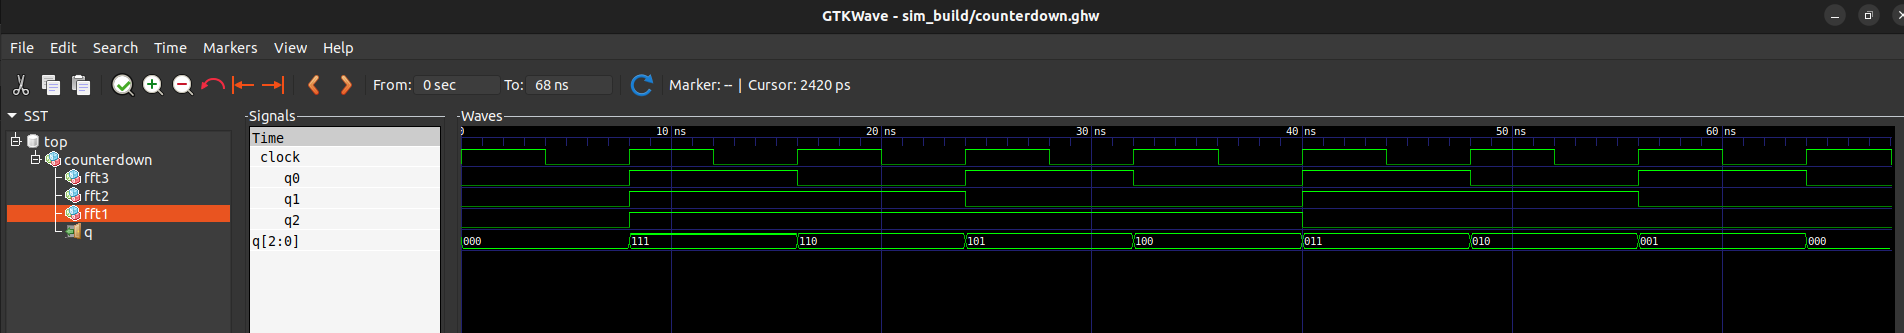 GTKWave - sim_build/counterdown.ghw
File Edit Search Time Markers View Help
From: 0 sec To: 68 ns Marker: -- | Cursor: 2420 ps
SST
top
counterdown
fft3
fft2
fft1
q
Signals
Time
clock
q0
q1
q2
q[2:0]
Waves
0 10 ns 20 ns 30 ns 40 ns 50 ns 60 ns
000 111 110 101 100 011 010 001 000